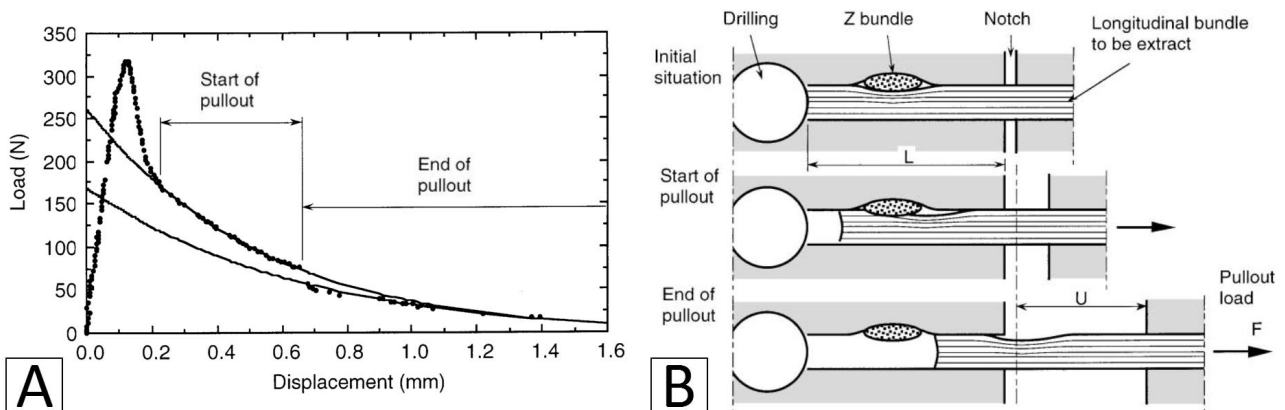 350
300
250
200
150
100
50
0
Load (N)
Start of
pullout
End of
pullout
0.0 0.2 0.4 0.6 0.8 1.0 1.2 1.4 1.6
Displacement (mm)
A
Drilling
Z bundle
Notch
Longitudinal bundle
to be extract
Initial
situation
L
Start of
pullout
End of
pullout
U
Pullout
load
F
B